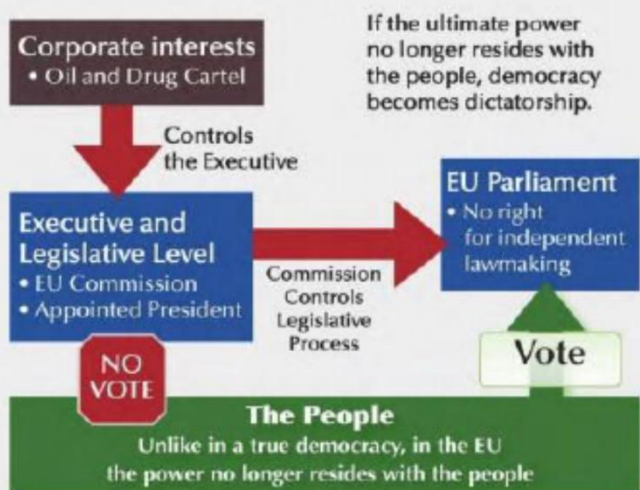 If the ultimate power
no longer resides with
the people, democracy
becomes dictatorship.
Corporate interests
• Oil and Drug Cartel
Controls
the Executive
Executive and
Legislative Level
• EU Commission
• Appointed President
Commission
Controls
Legislative
Process
EU Parliament
• No right
for independent
lawmaking
NO
VOTE
Vote
The People
Unlike in a true democracy, in the EU
the power no longer resides with the people